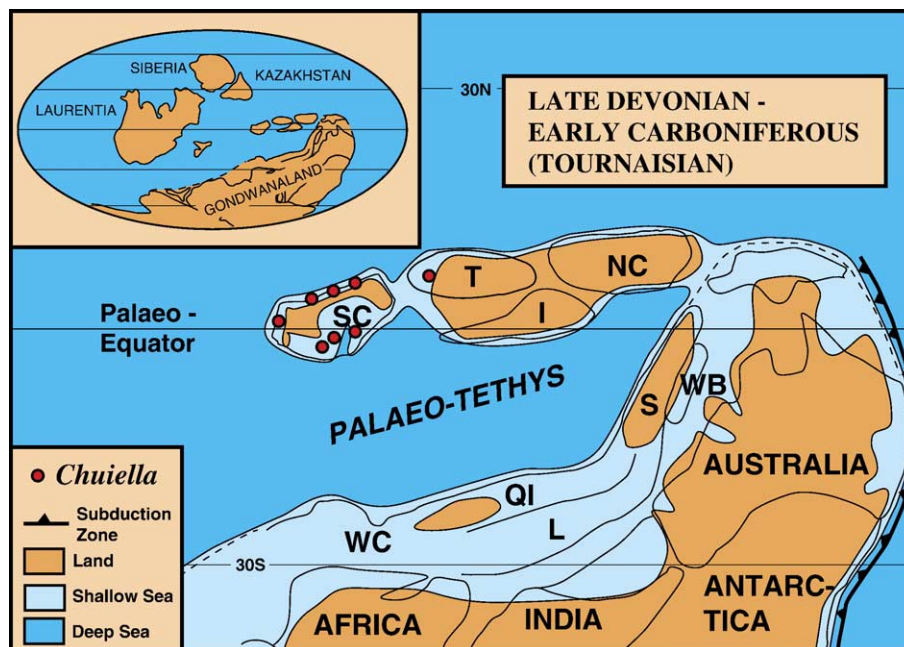 SIBERIA
KAZAKHSTAN
LAURENTIA
GONDWANALAND
30N
LATE DEVONIAN -
EARLY CARBONIFEROUS
(TOURNAISIAN)
T
NC
SC
I
Palaeo -
Equator
PALAEO-TETHYS
S
WB
AUSTRALIA
QI
L
WC
30S
AFRICA
INDIA
ANTARC-
TICA
Chuiella
Subduction
Zone
Land
Shallow Sea
Deep Sea